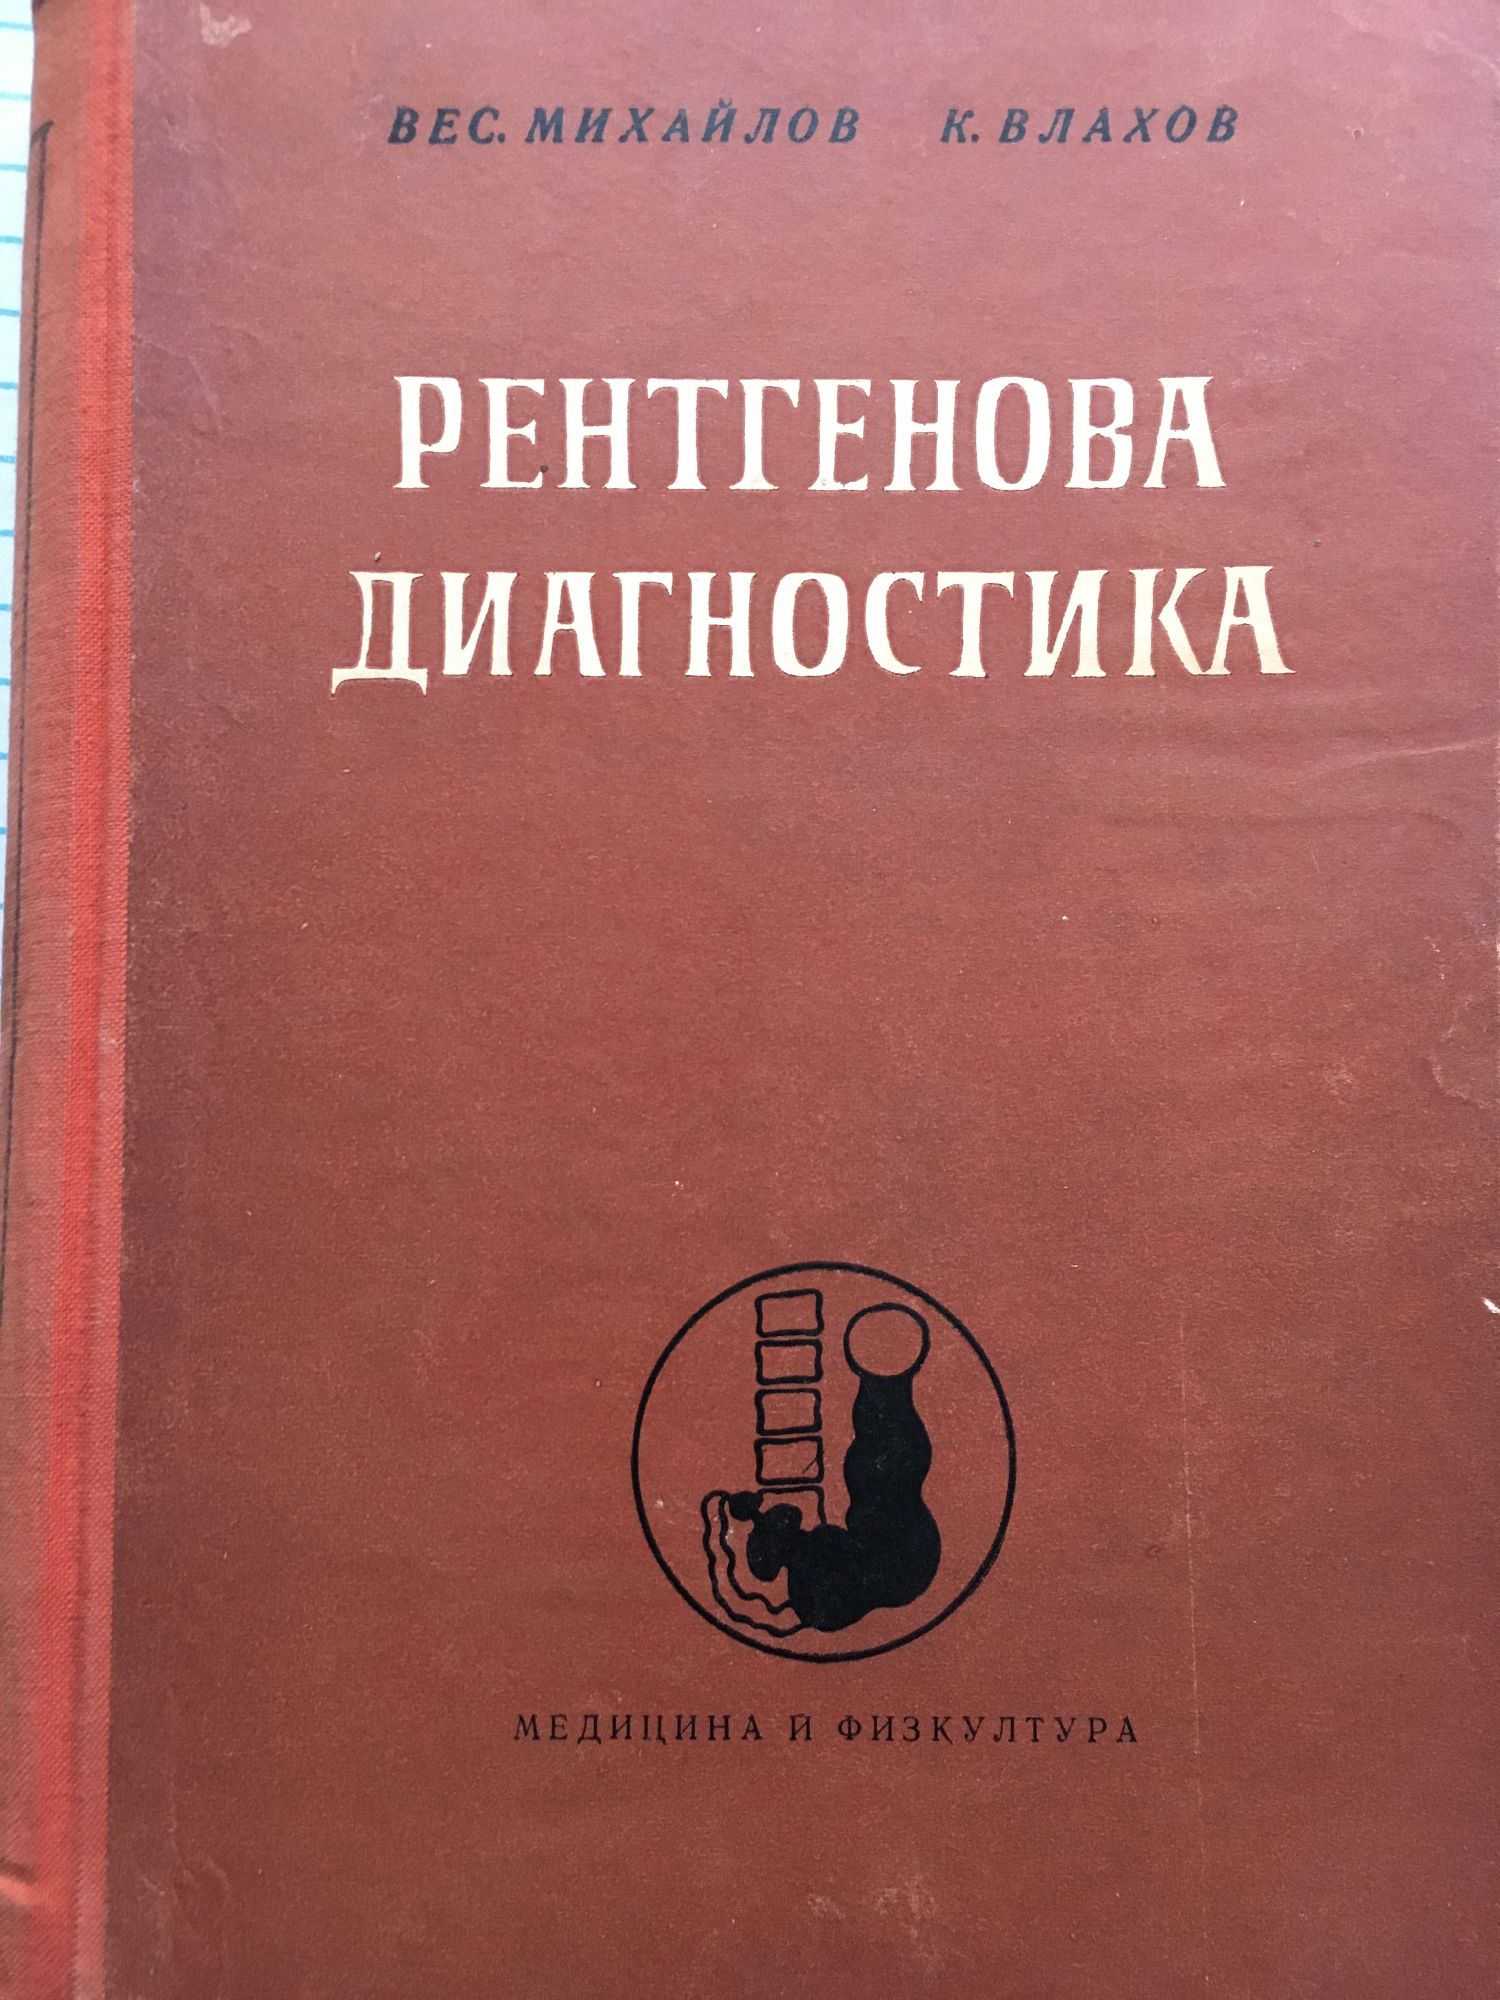 ВЕС. МИХАЙЛОВ К. ВЛАХОВ
РЕНТГЕНОВА
ДИАГНОСТИКА
МЕДИЦИНА И ФИЗКУЛТУРА